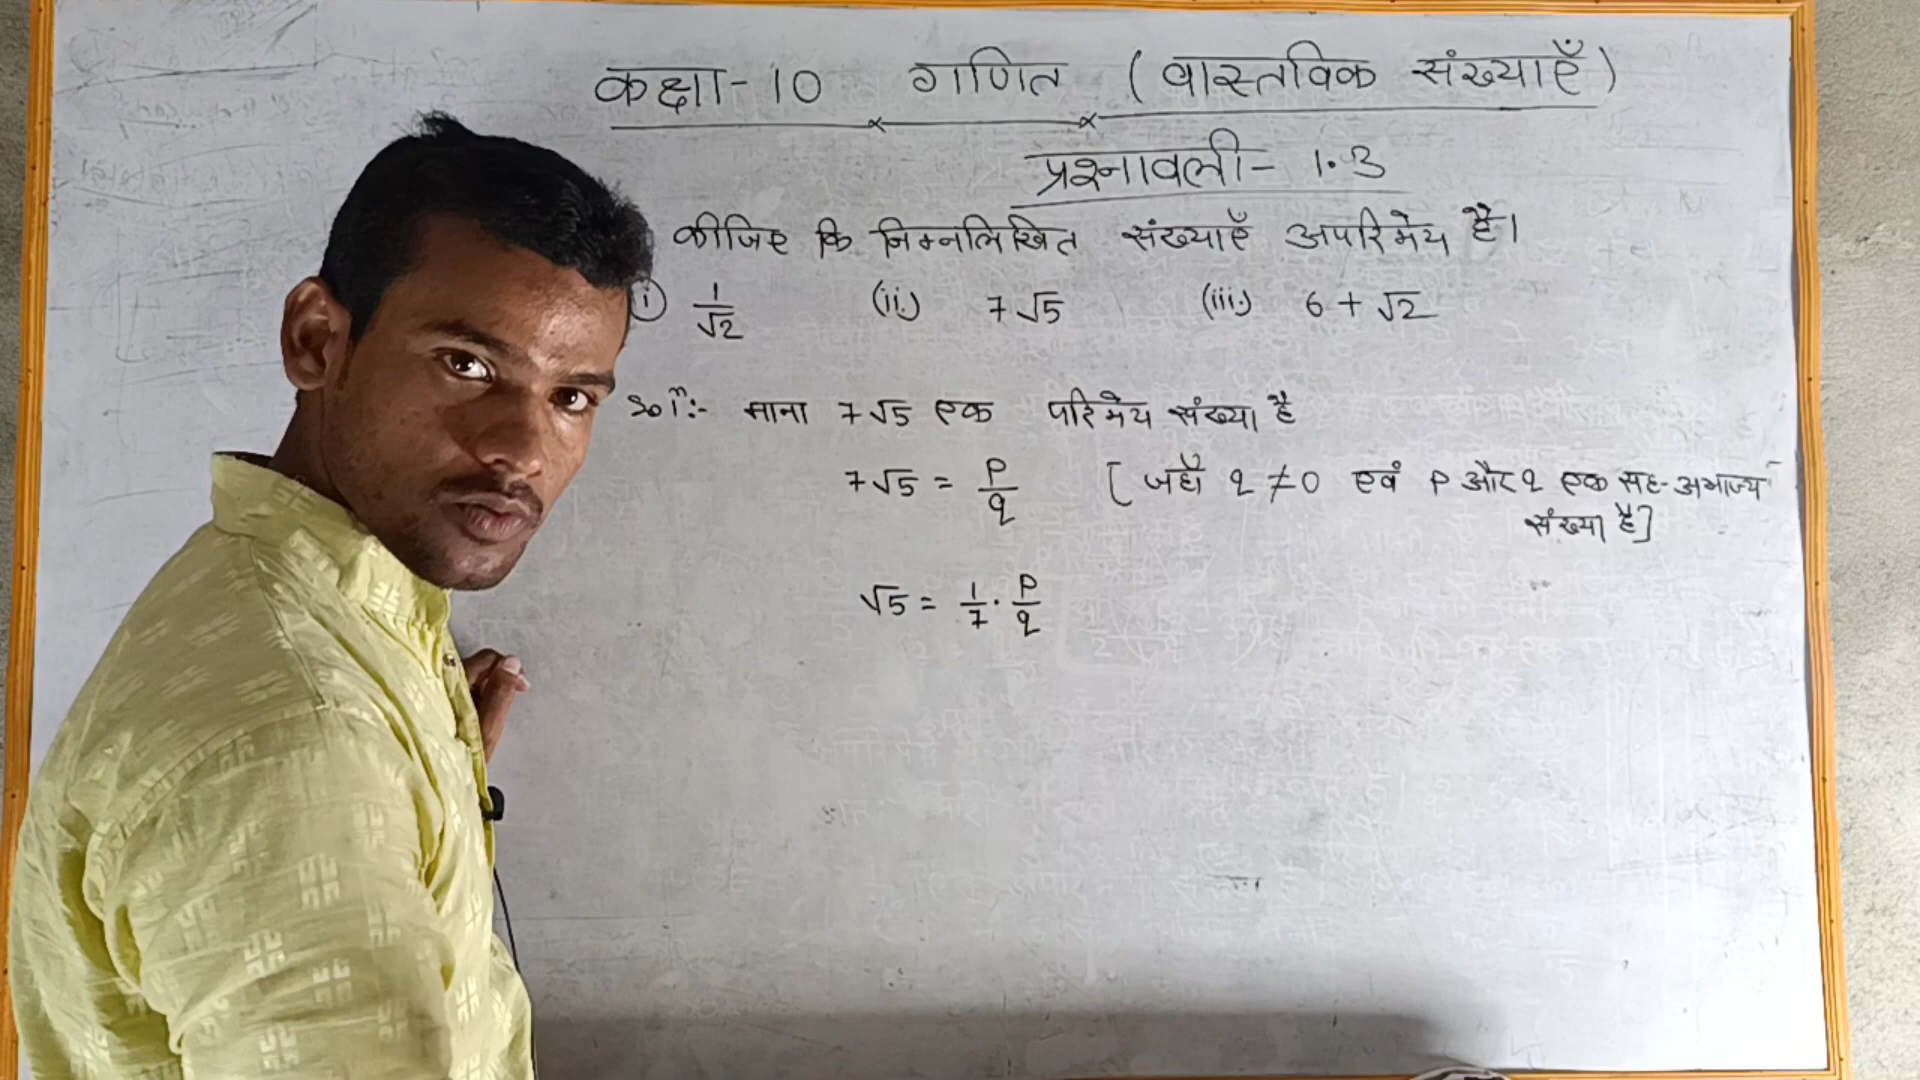 कक्षा-10 गणित (वास्तविक संख्याएँ)
प्रश्नावली- 1.3
कीजिए कि निम्नलिखित संख्याएँ अपरिमेय है।
(i) 1/√2 (ii.) 7√5 (iii.) 6 + √2
Solⁿ:- माना 7√5 एक परिमेय संख्या है
7√5 = p/q [ जहाँ q ≠ 0 एवं p और q एक सह-अभाज्य
संख्या है]
√5 = 1/7 . p/q